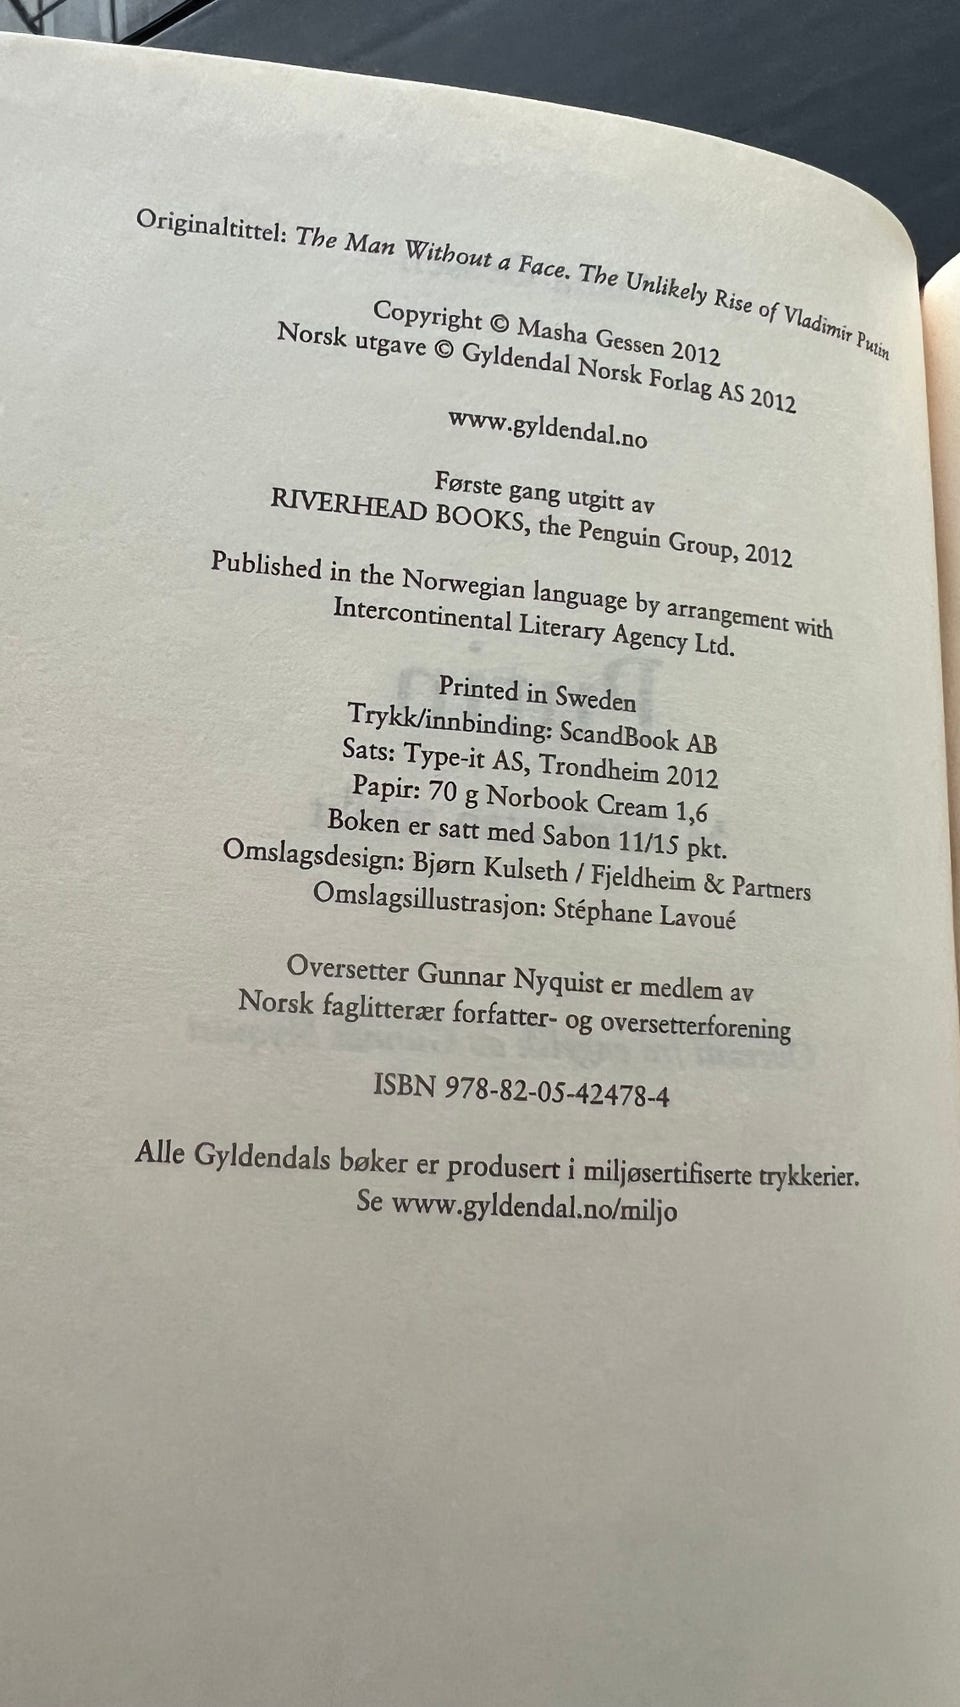 Originaltittel: The Man Without a Face. The Unlikely Rise of Vladimir Putin
Copyright © Masha Gessen 2012
Norsk utgave © Gyldendal Norsk Forlag AS 2012
www.gyldendal.no
Første gang utgitt av
RIVERHEAD BOOKS, the Penguin Group, 2012
Published in the Norwegian language by arrangement with
Intercontinental Literary Agency Ltd.
Printed in Sweden
Trykk/innbinding: ScandBook AB
Sats: Type-it AS, Trondheim 2012
Papir: 70 g Norbook Cream 1,6
Boken er satt med Sabon 11/15 pkt.
Omslagsdesign: Bjørn Kulseth / Fjeldheim & Partners
Omslagsillustrasjon: Stéphane Lavoué
Oversetter Gunnar Nyquist er medlem av
Norsk faglitterær forfatter- og oversetterforening
ISBN 978-82-05-42478-4
Alle Gyldendals bøker er produsert i miljøsertifiserte trykkerier.
Se www.gyldendal.no/miljo